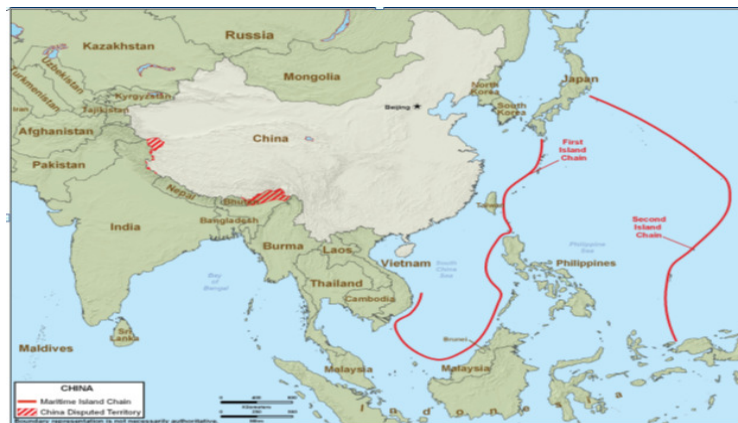 Russia
Kazakhstan
Mongolia
Uzbekistan
Turkmenistan
Kyrgyzstan
Tajikistan
Iran
Afghanistan
Pakistan
China
Beijing
North
Korea
South
Korea
Japan
First
Island
Chain
Second
Island
Chain
Nepal
Bhutan
Bangladesh
India
Burma
Laos
Taiwan
Vietnam
Thailand
Cambodia
South
China
Sea
Philippine
Sea
Philippines
Bay
of
Bengal
Sri
Lanka
Maldives
Malaysia
Brunei
Malaysia
I n d o n e s i a
CHINA
Maritime Island Chain
China Disputed Territory
Kilometers
Miles
Boundary representation is not necessarily authoritative.